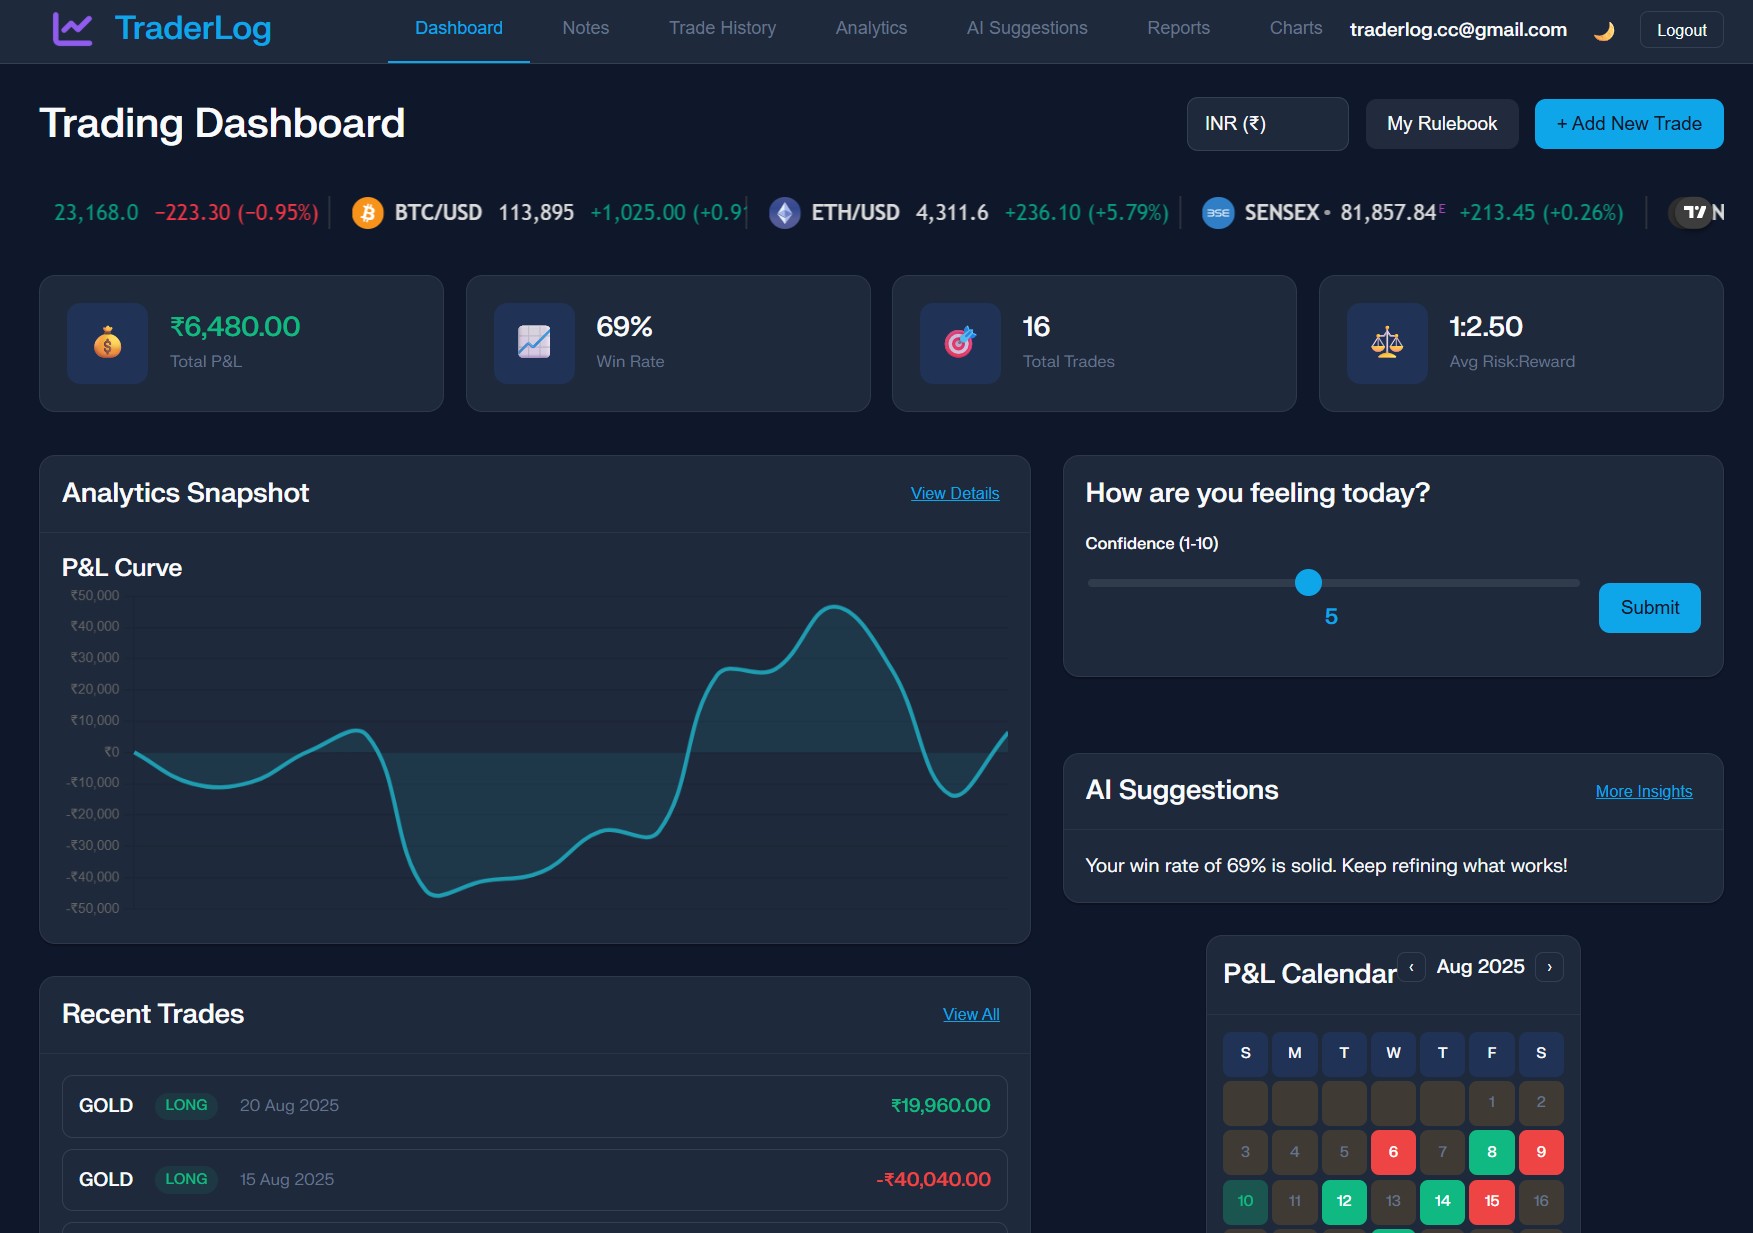 TraderLog
Dashboard Notes Trade History Analytics AI Suggestions Reports Charts traderlog.cc@gmail.com Logout
Trading Dashboard
INR (₹) My Rulebook + Add New Trade
23,168.0 −223.30 (−0.95%) BTC/USD 113,895 +1,025.00 (+0.91 ETH/USD 4,311.6 +236.10 (+5.79%) BSE SENSEX • 81,857.84 E +213.45 (+0.26%) N
₹6,480.00
Total P&L
69%
Win Rate
16
Total Trades
1:2.50
Avg Risk:Reward
Analytics Snapshot View Details
P&L Curve
₹50,000
₹40,000
₹30,000
₹20,000
₹10,000
₹0
-₹10,000
-₹20,000
-₹30,000
-₹40,000
-₹50,000
How are you feeling today?
Confidence (1-10)
5
Submit
AI Suggestions More Insights
Your win rate of 69% is solid. Keep refining what works!
Recent Trades View All
GOLD LONG 20 Aug 2025 ₹19,960.00
GOLD LONG 15 Aug 2025 -₹40,040.00
P&L Calendar ‹ Aug 2025 ›
S M T W T F S
1 2
3 4 5 6 7 8 9
10 11 12 13 14 15 16